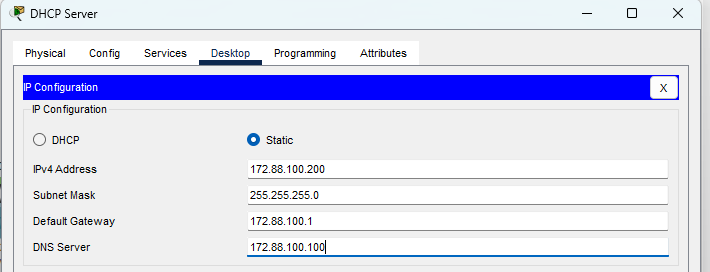 DHCP Server
Physical Config Services Desktop Programming Attributes
IP Configuration X
IP Configuration
DHCP Static
IPv4 Address 172.88.100.200
Subnet Mask 255.255.255.0
Default Gateway 172.88.100.1
DNS Server 172.88.100.100